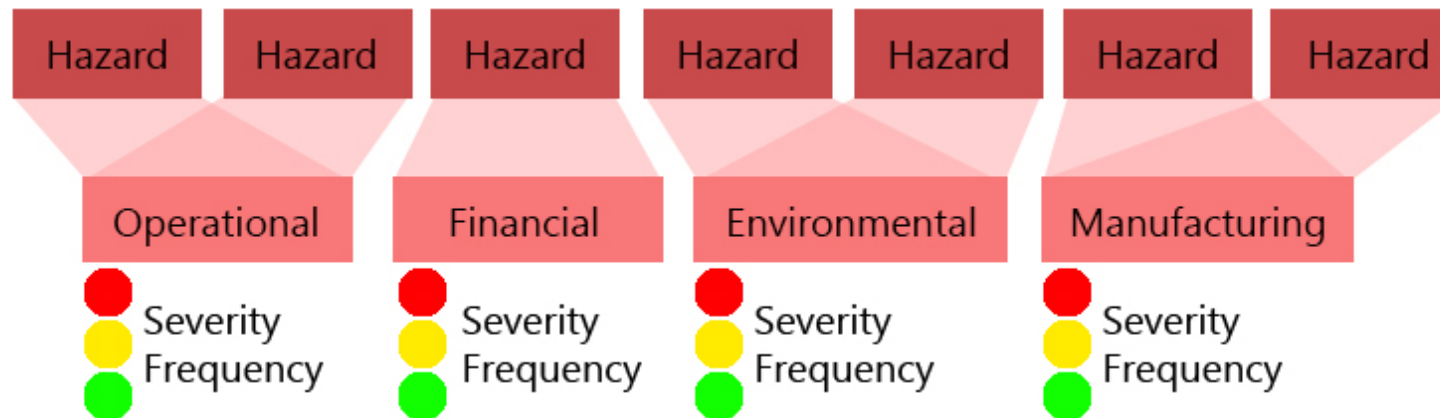 Hazard Hazard Hazard Hazard Hazard Hazard Hazard
Operational Financial Environmental Manufacturing
Severity Severity Severity Severity
Frequency Frequency Frequency Frequency